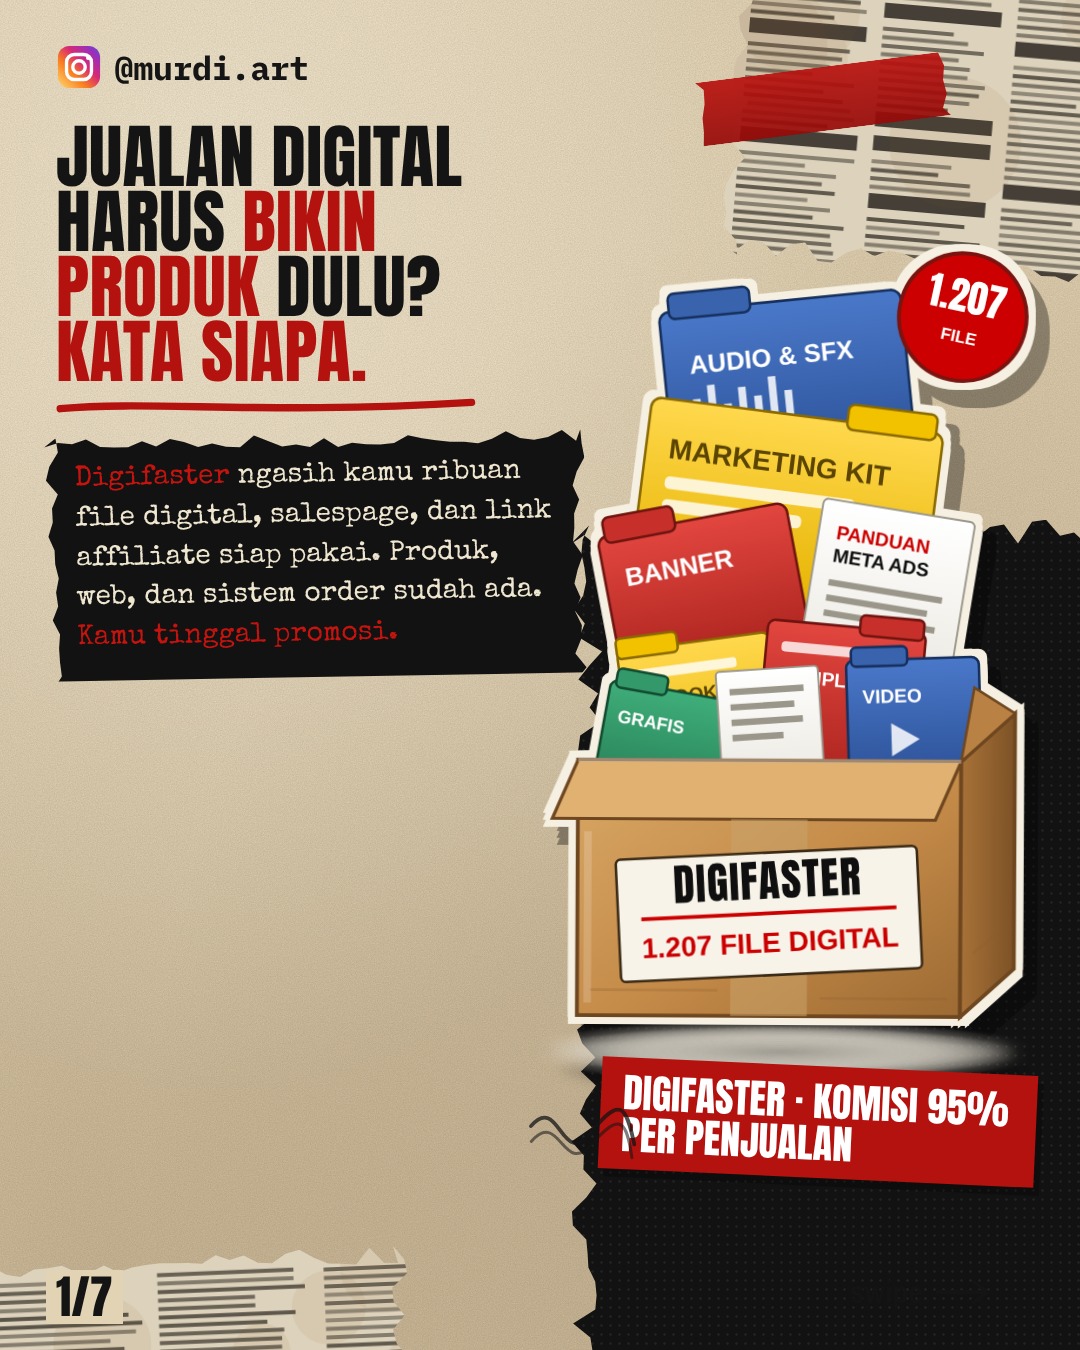 @murdi.art
JUALAN DIGITAL
HARUS BIKIN
PRODUK DULU?
KATA SIAPA.
Digifaster ngasih kamu ribuan
file digital, salespage, dan link
affiliate siap pakai. Produk,
web, dan sistem order sudah ada.
Kamu tinggal promosi.
1.207
FILE
AUDIO & SFX
MARKETING KIT
PANDUAN
META ADS
BANNER
VIDEO
GRAFIS
DIGIFASTER
1.207 FILE DIGITAL
DIGIFASTER · KOMISI 95%
PER PENJUALAN
1/7